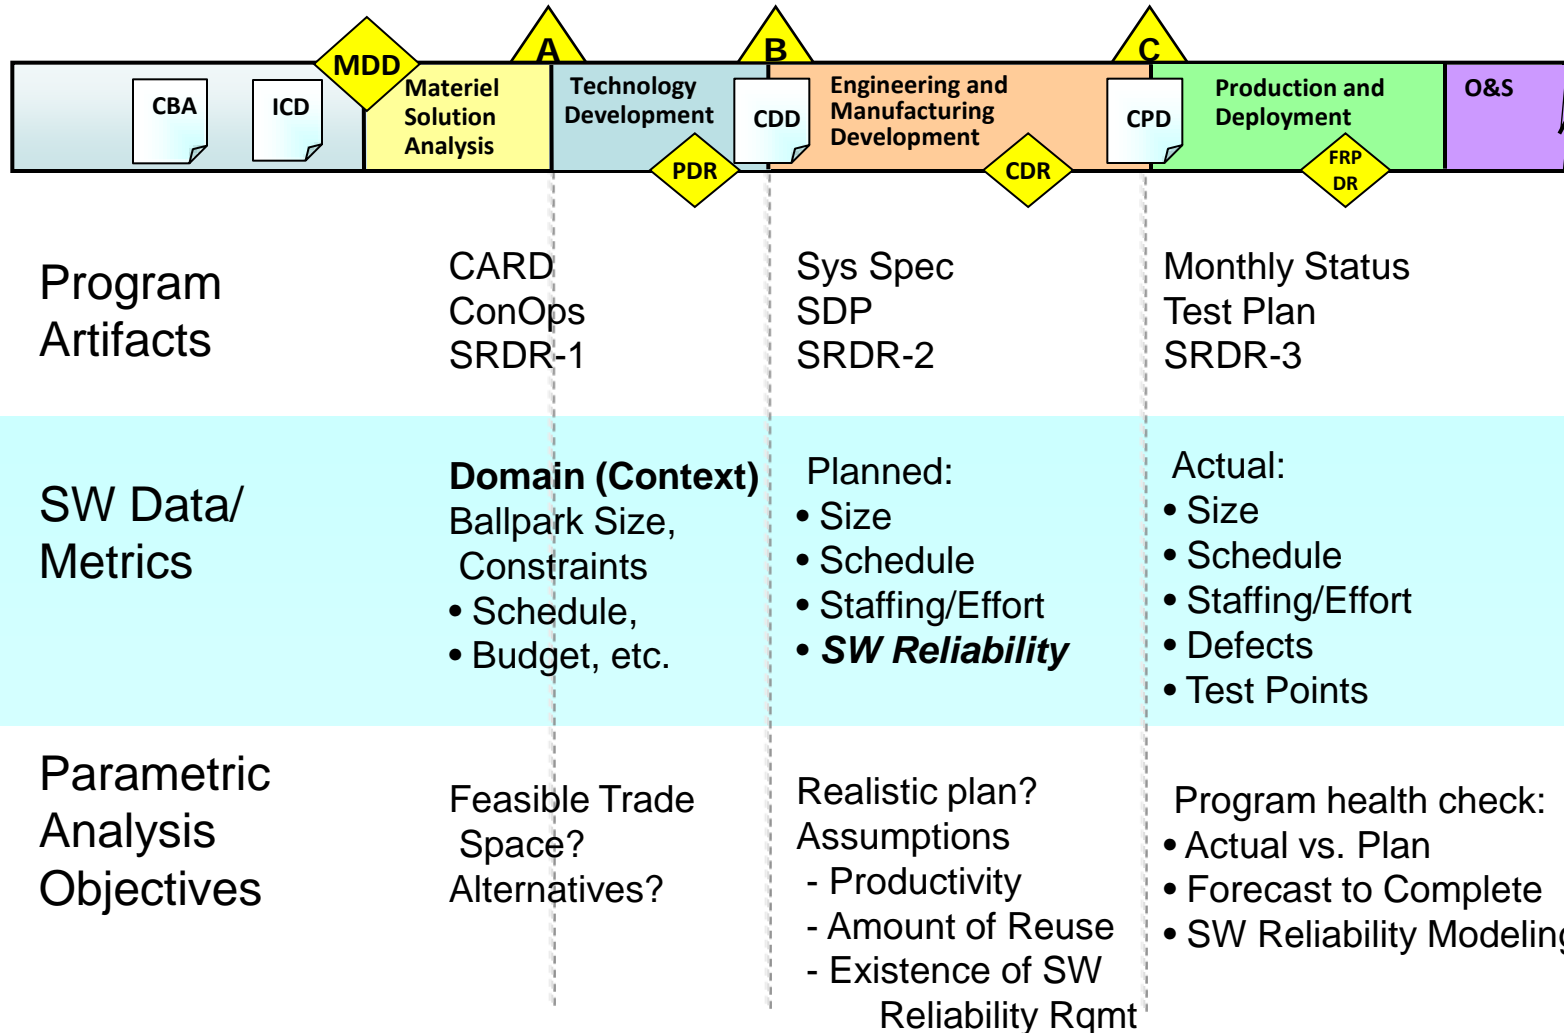 A
B
C
MDD
CBA
ICD
Materiel
Solution
Analysis
Technology
Development
CDD
Engineering and
Manufacturing
Development
CPD
Production and
Deployment
O&S
PDR
CDR
FRP
DR
Program
Artifacts
CARD
ConOps
SRDR-1
Sys Spec
SDP
SRDR-2
Monthly Status
Test Plan
SRDR-3
SW Data/
Metrics
Domain (Context)
Ballpark Size,
Constraints
• Schedule,
• Budget, etc.
Planned:
• Size
• Schedule
• Staffing/Effort
• SW Reliability
Actual:
• Size
• Schedule
• Staffing/Effort
• Defects
• Test Points
Parametric
Analysis
Objectives
Feasible Trade
Space?
Alternatives?
Realistic plan?
Assumptions
- Productivity
- Amount of Reuse
- Existence of SW
Reliability Rqmt
Program health check:
• Actual vs. Plan
• Forecast to Complete
• SW Reliability Modeling